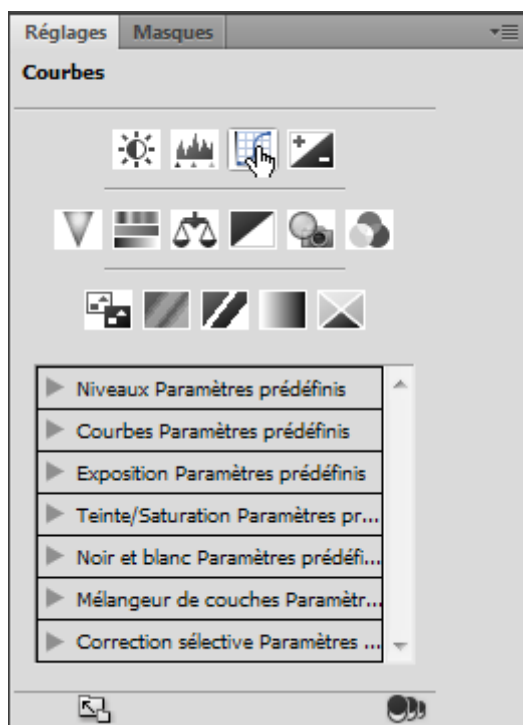 Réglages Masques
Courbes
Niveaux Paramètres prédéfinis
Courbes Paramètres prédéfinis
Exposition Paramètres prédéfinis
Teinte/Saturation Paramètres pr...
Noir et blanc Paramètres prédéfi...
Mélangeur de couches Paramètr...
Correction sélective Paramètres ...